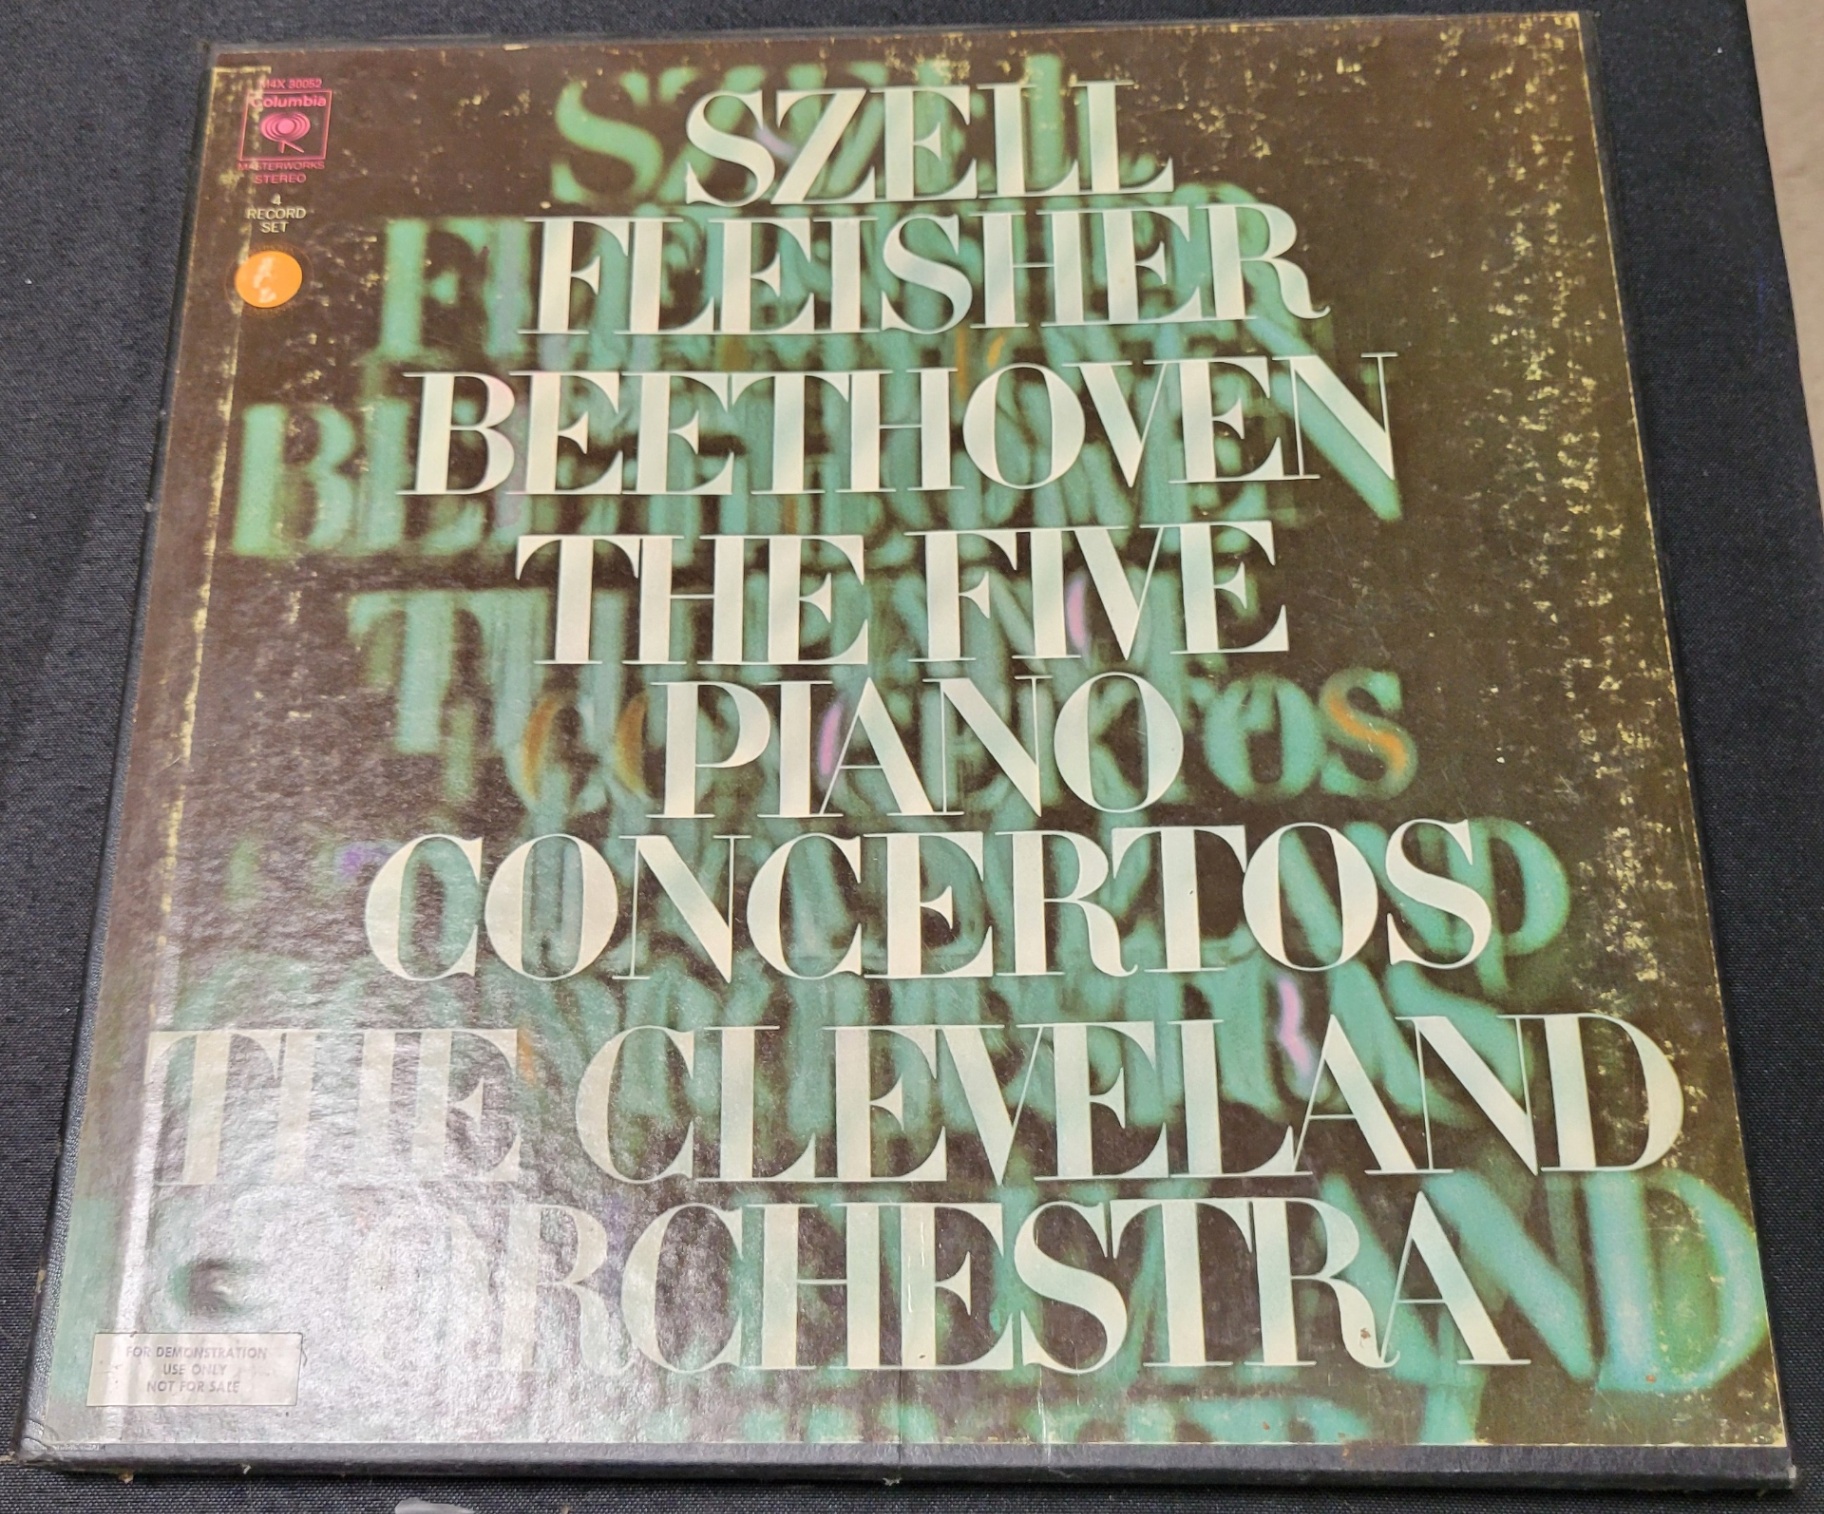 M4X 30052
Columbia
MASTERWORKS
STEREO
4
RECORD
SET
SZELL
FLEISHER
BEETHOVEN
THE FIVE
PIANO
CONCERTOS
THE CLEVELAND
ORCHESTRA
FOR DEMONSTRATION
USE ONLY
NOT FOR SALE